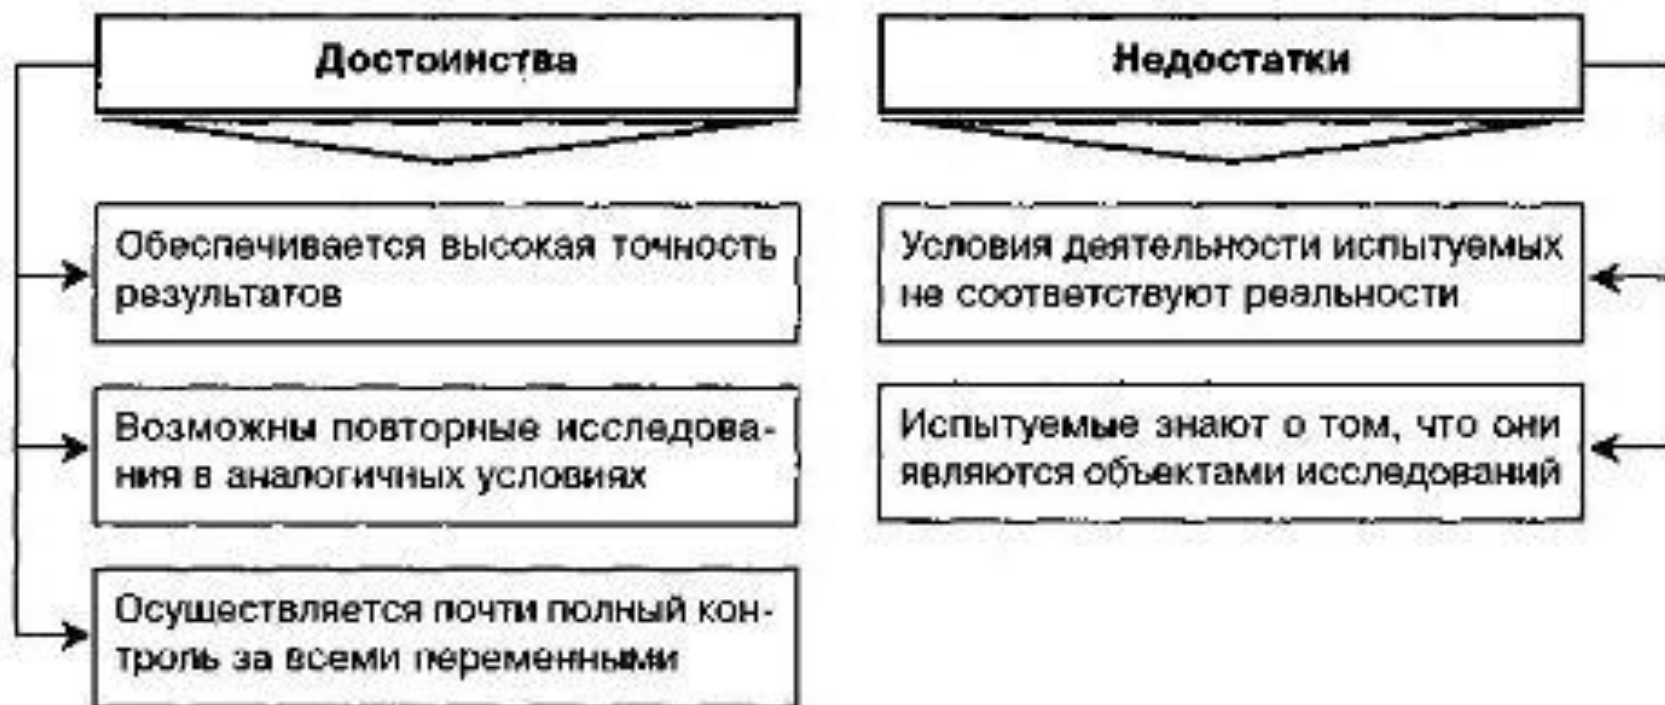 Достоинства
Обеспечивается высокая точность
результатов
Возможны повторные исследова-
ния в аналогичных условиях
Осуществляется почти полный кон-
троль за всеми переменными
Недостатки
Условия деятельности испытуемых
не соответствуют реальности
Испытуемые знают о том, что они
являются объектами исследований